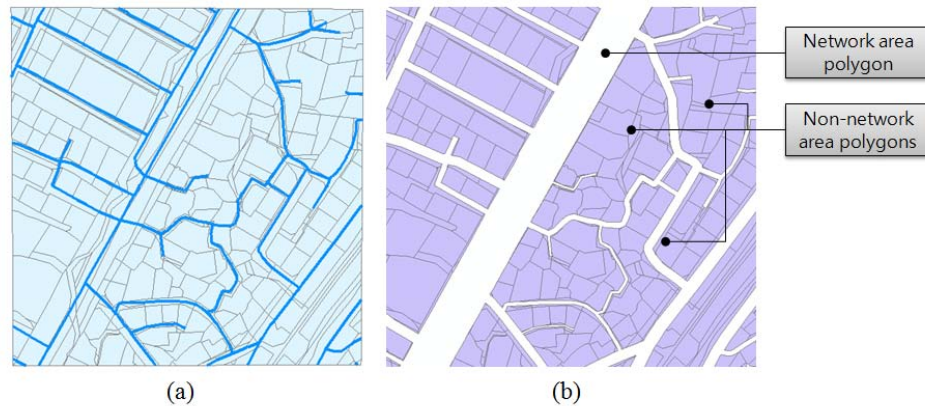 Network area
polygon
Non-network
area polygons
(a)
(b)